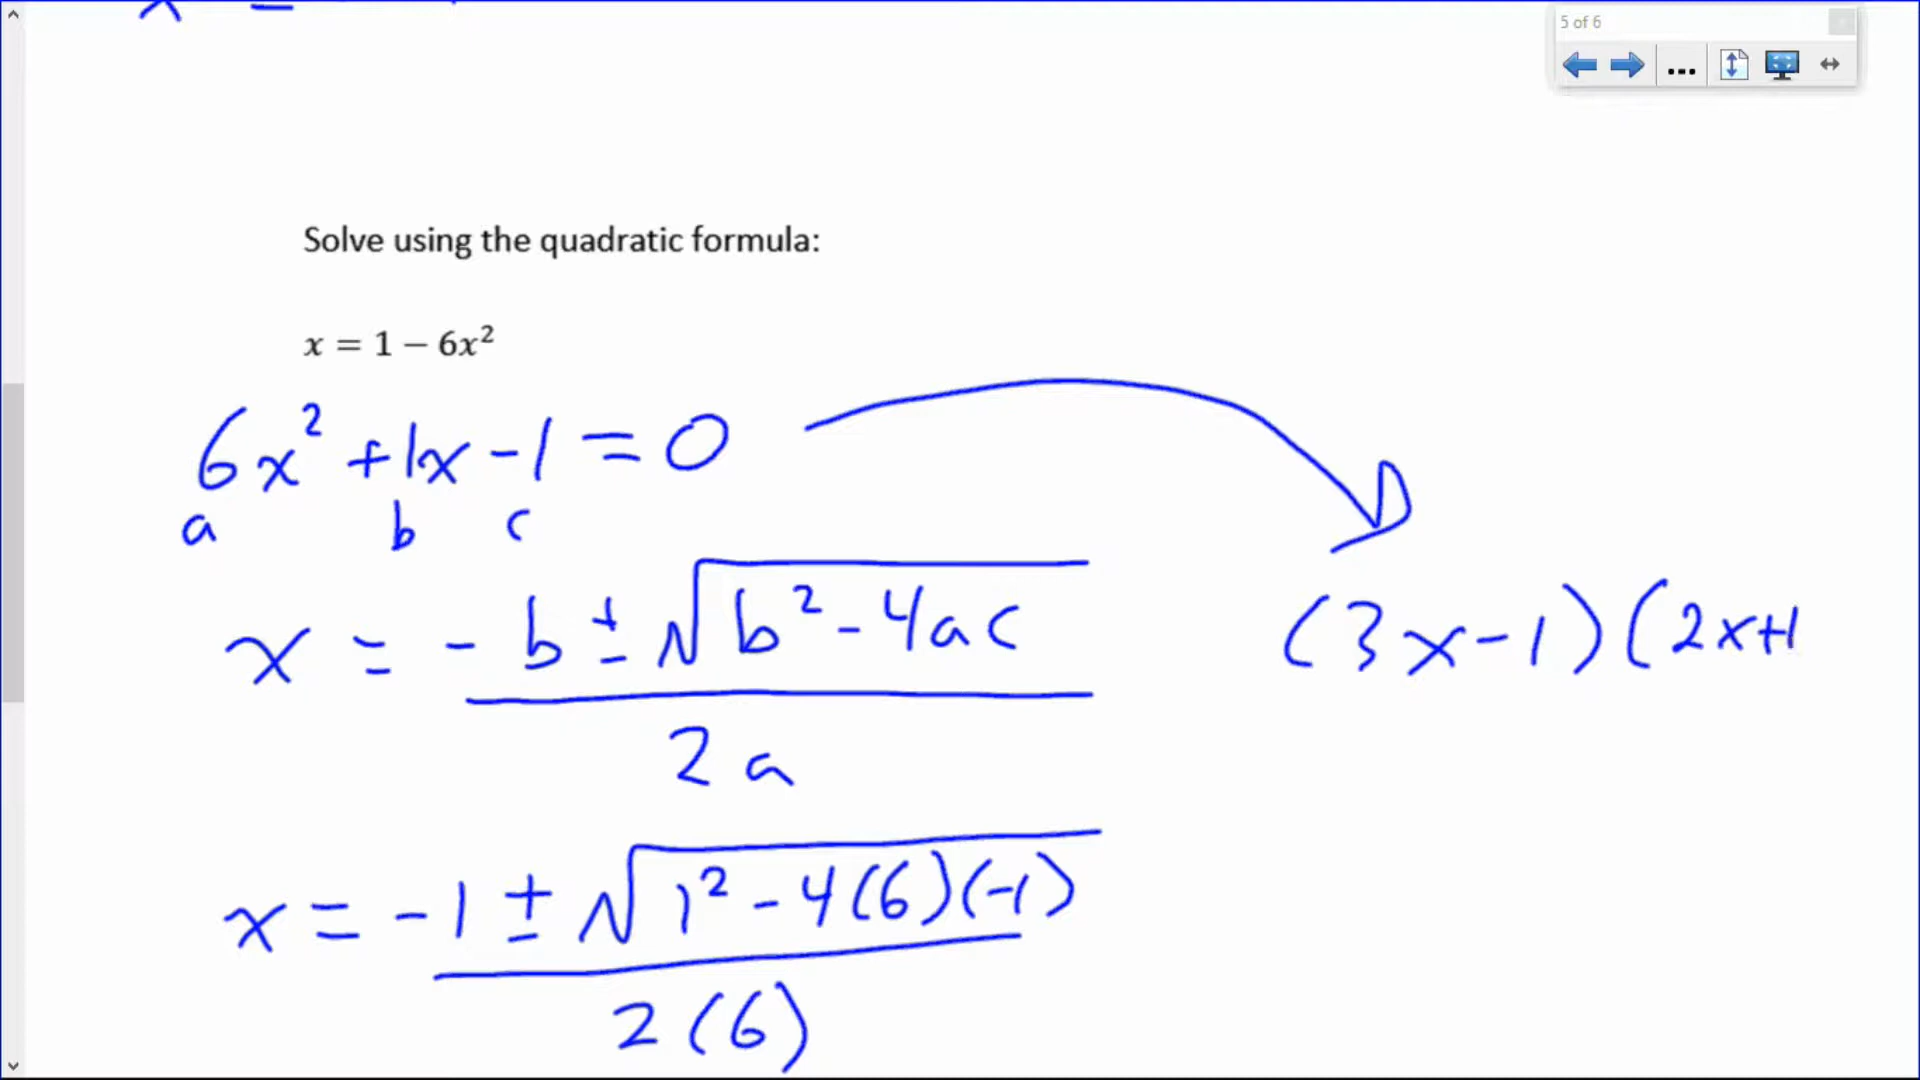 5 of 6
Solve using the quadratic formula:
x = 1 − 6x²
6x² + 1x - 1 = 0
a b c
x = - b ± √b² - 4ac
2a
(3x - 1)(2x+1
x = -1 ± √1² - 4(6)(-1)
2(6)